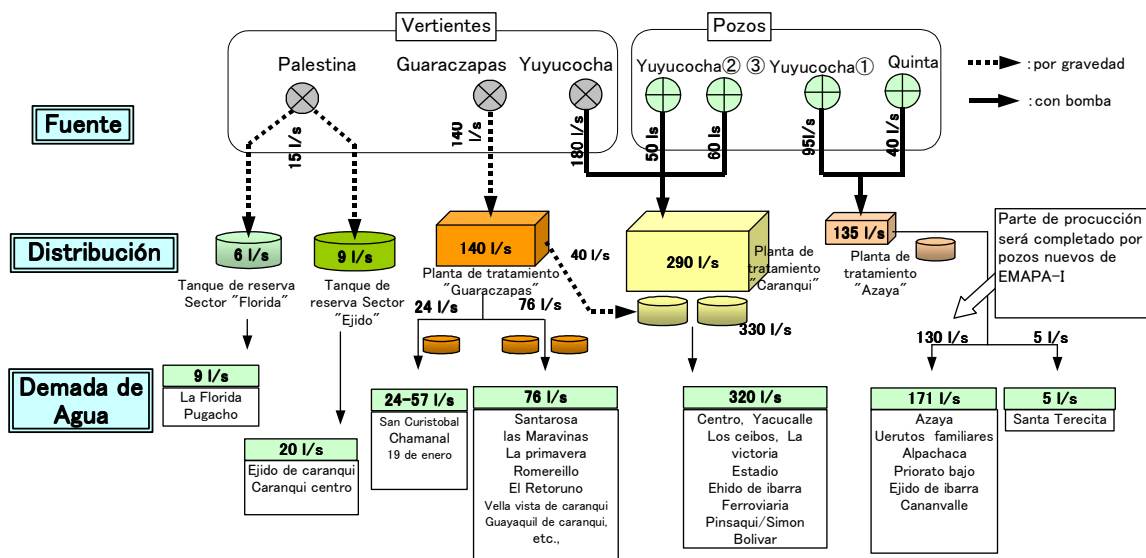 Vertientes
Pozos
Palestina
Guaraczapas
Yuyucocha
Yuyucocha② ③
Yuyucocha①
Quinta
:por gravedad
:con bomba
Fuente
15 l/s
140 l/s
180 l/s
50 ls
60 ls
95l/s
40 l/s
Distribución
6 l/s
9 l/s
140 l/s
40 l/s
290 l/s
135 l/s
Tanque de reserva
Sector "Florida"
Tanque de
reserva Sector
"Ejido"
Planta de tratamiento
"Guaraczapas"
Planta de
tratamiento
"Caranqui"
Planta de
tratamiento
"Azaya"
Parte de procucción
será completado por
pozos nuevos de
EMAPA-I
24 l/s
76 l/s
330 l/s
130 l/s
5 l/s
Demada de
Agua
9 l/s
La Florida
Pugacho
20 l/s
Ejido de caranqui
Caranqui centro
24-57 l/s
San Curistobal
Chamanal
19 de enero
76 l/s
Santarosa
las Maravinas
La primavera
Romereillo
El Retoruno
Vella vista de caranqui
Guayaquil de caranqui,
etc.,
320 l/s
Centro, Yacucalle
Los ceibos, La
victoria
Estadio
Ehido de ibarra
Ferroviaria
Pinsaqui/Simon
Bolivar
171 l/s
Azaya
Uerutos familiares
Alpachaca
Priorato bajo
Ejido de ibarra
Cananvalle
5 l/s
Santa Terecita